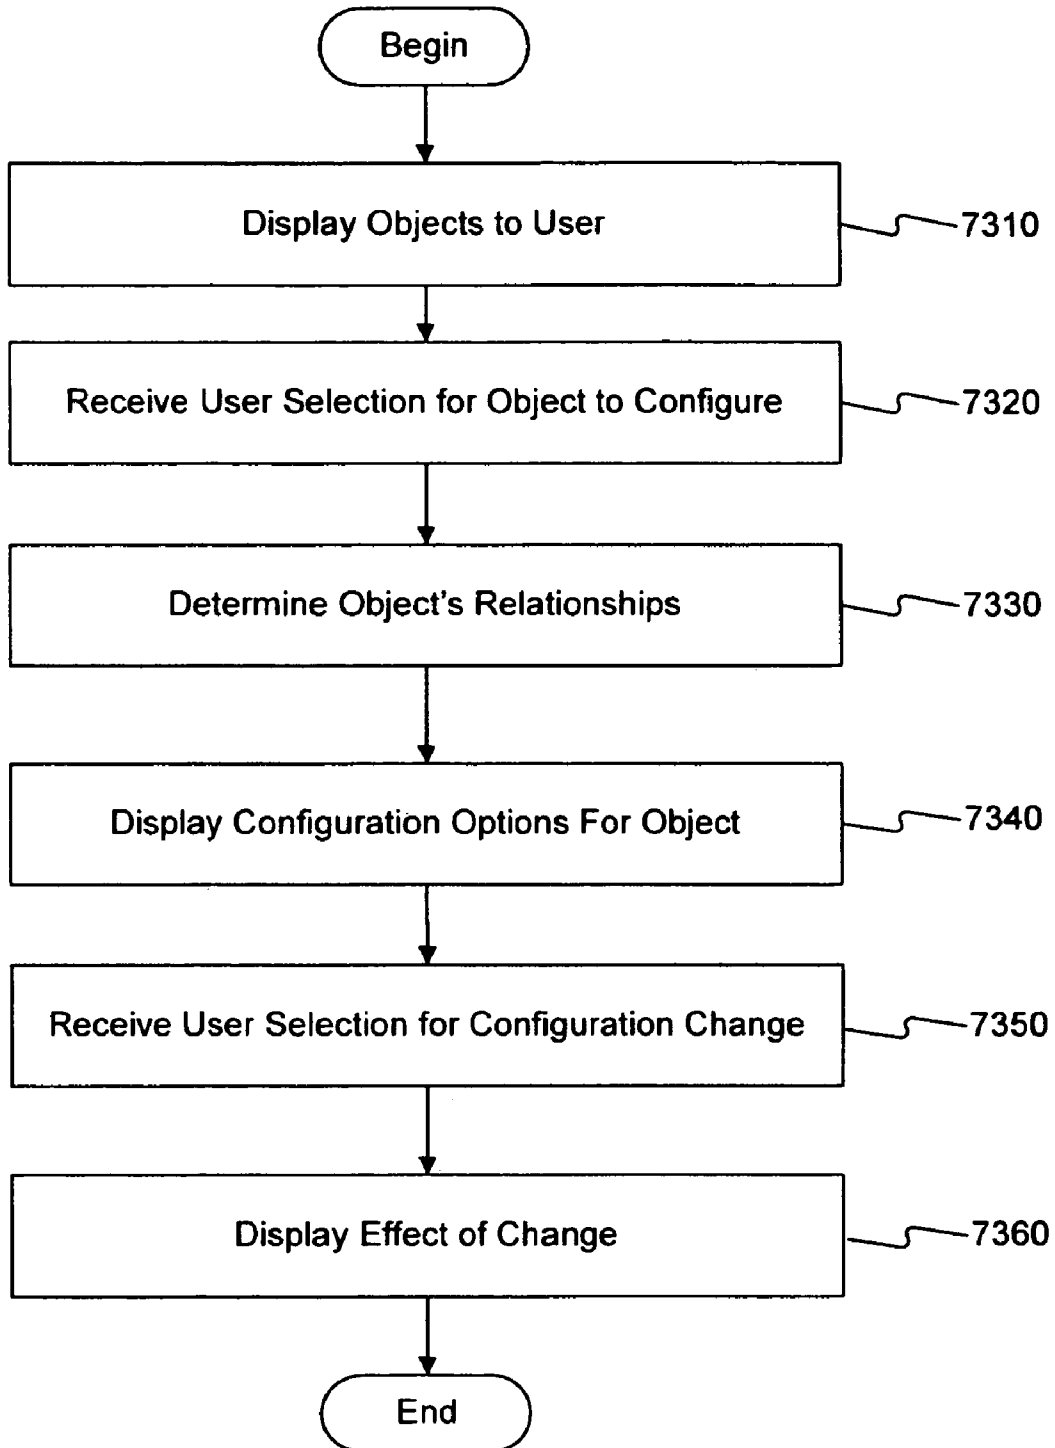 Begin
Display Objects to User
7310
Receive User Selection for Object to Configure
7320
Determine Object's Relationships
7330
Display Configuration Options For Object
7340
Receive User Selection for Configuration Change
7350
Display Effect of Change
7360
End